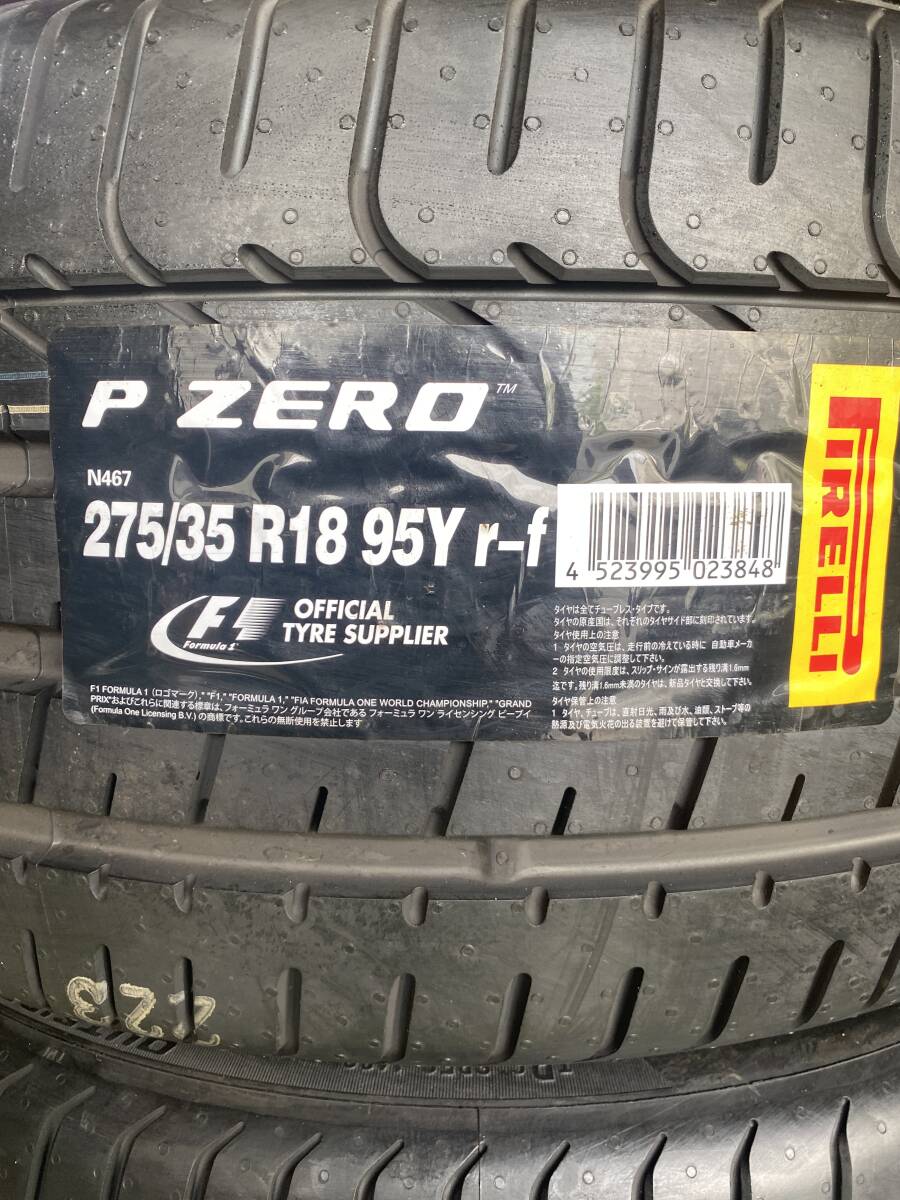 P ZERO™
N467
275/35 R18 95Y r-f
4 523995 023848
PIRELLI
F1
Formula 1
OFFICIAL
TYRE SUPPLIER
F1 FORMULA 1 (ロゴマーク)," "F1," "FORMULA 1," "FIA FORMULA ONE WORLD CHAMPIONSHIP," "GRAND
PRIX"およびこれらに関連する標章は、フォーミュラ ワン グループ会社である フォーミュラ ワン ライセンシング ビーブイ
(Formula One Licensing B.V.) の商標です。これらの無断使用を禁止します
タイヤは全てチューブレス・タイプです。
タイヤの原産国は、それぞれのタイヤサイド部に刻印されています。
タイヤ使用上の注意
1 タイヤの空気圧は、走行前の冷えている時に 自動車メーカ
ーの指定空気圧に調整して下さい。
2 タイヤの使用限度は、スリップ・サインが露出する残り溝1.6mm
迄です。残り溝1.6mm未満のタイヤは、新品タイヤと交換して下さい。
タイヤ保管上の注意
1 タイヤ、チューブは、直射日光、雨及び水、油類、ストーブ等の
熱源及び電気火花の出る装置を避けて保管して下さい。
223